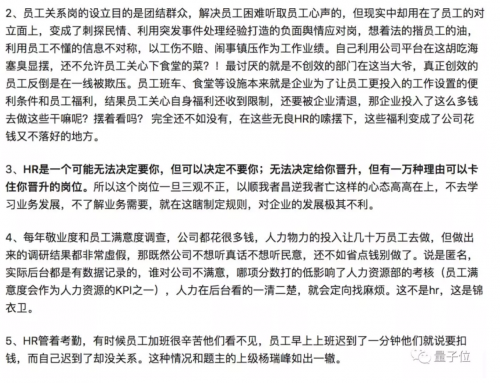 2、员工关系岗的设立目的是团结群众，解决员工困难听取员工心声的，但现实中却用在了员工的对
立面上，变成了刺探民情、利用突发事件处理经验打造的负面舆情应对岗，想着法的揩员工的油，
利用员工不懂的信息不对称，以工伤不赔、闹事镇压作为工作业绩。自己利用公司平台在这胡吃海
塞臭显摆，还不允许员工关心下食堂的菜？！最讨厌的就是不创效的部门在这当大爷，真正创效的
员工反倒是在一线被欺压。员工班车、食堂等设施本来就是企业为了让员工更投入的工作设置的便
利条件和员工福利，结果员工关心自身福利还收到限制，还要被企业清退，那企业投入了这么多钱
去做这些干嘛呢？摆着看吗？ 完全还不如没有，在这些无良HR的嗦摆下，这些福利变成了公司花
钱又不落好的地方。
3、HR是一个可能无法决定要你，但可以决定不要你；无法决定给你晋升，但有一万种理由可以卡
住你晋升的岗位。所以这个岗位一旦三观不正，以顺我者昌逆我者亡这样的心态高高在上，不去学
习业务发展，不了解业务需要，就在这瞎制定规则，对企业的发展极其不利。
4、每年敬业度和员工满意度调查，公司都花很多钱，人力物力的投入让几十万员工去做，但做出
来的调研结果都非常虚假，那既然公司不想听真话不想听民意，还不如省点钱别做了。说是匿名，
实际后台都是有数据记录的，谁对公司不满意，哪项分数打的低影响了人力资源部的考核（员工满
意度会作为人力资源的KPI之一），人力在后台看的一清二楚，就会定向找麻烦。这不是hr，这是锦
衣卫。
5、HR管着考勤，有时候员工加班很辛苦他们看不见，员工早上上班迟到了一分钟他们就说要扣
钱，而自己迟到了却没关系。这种情况和题主的上级杨瑞峰如出一辙。
量子位